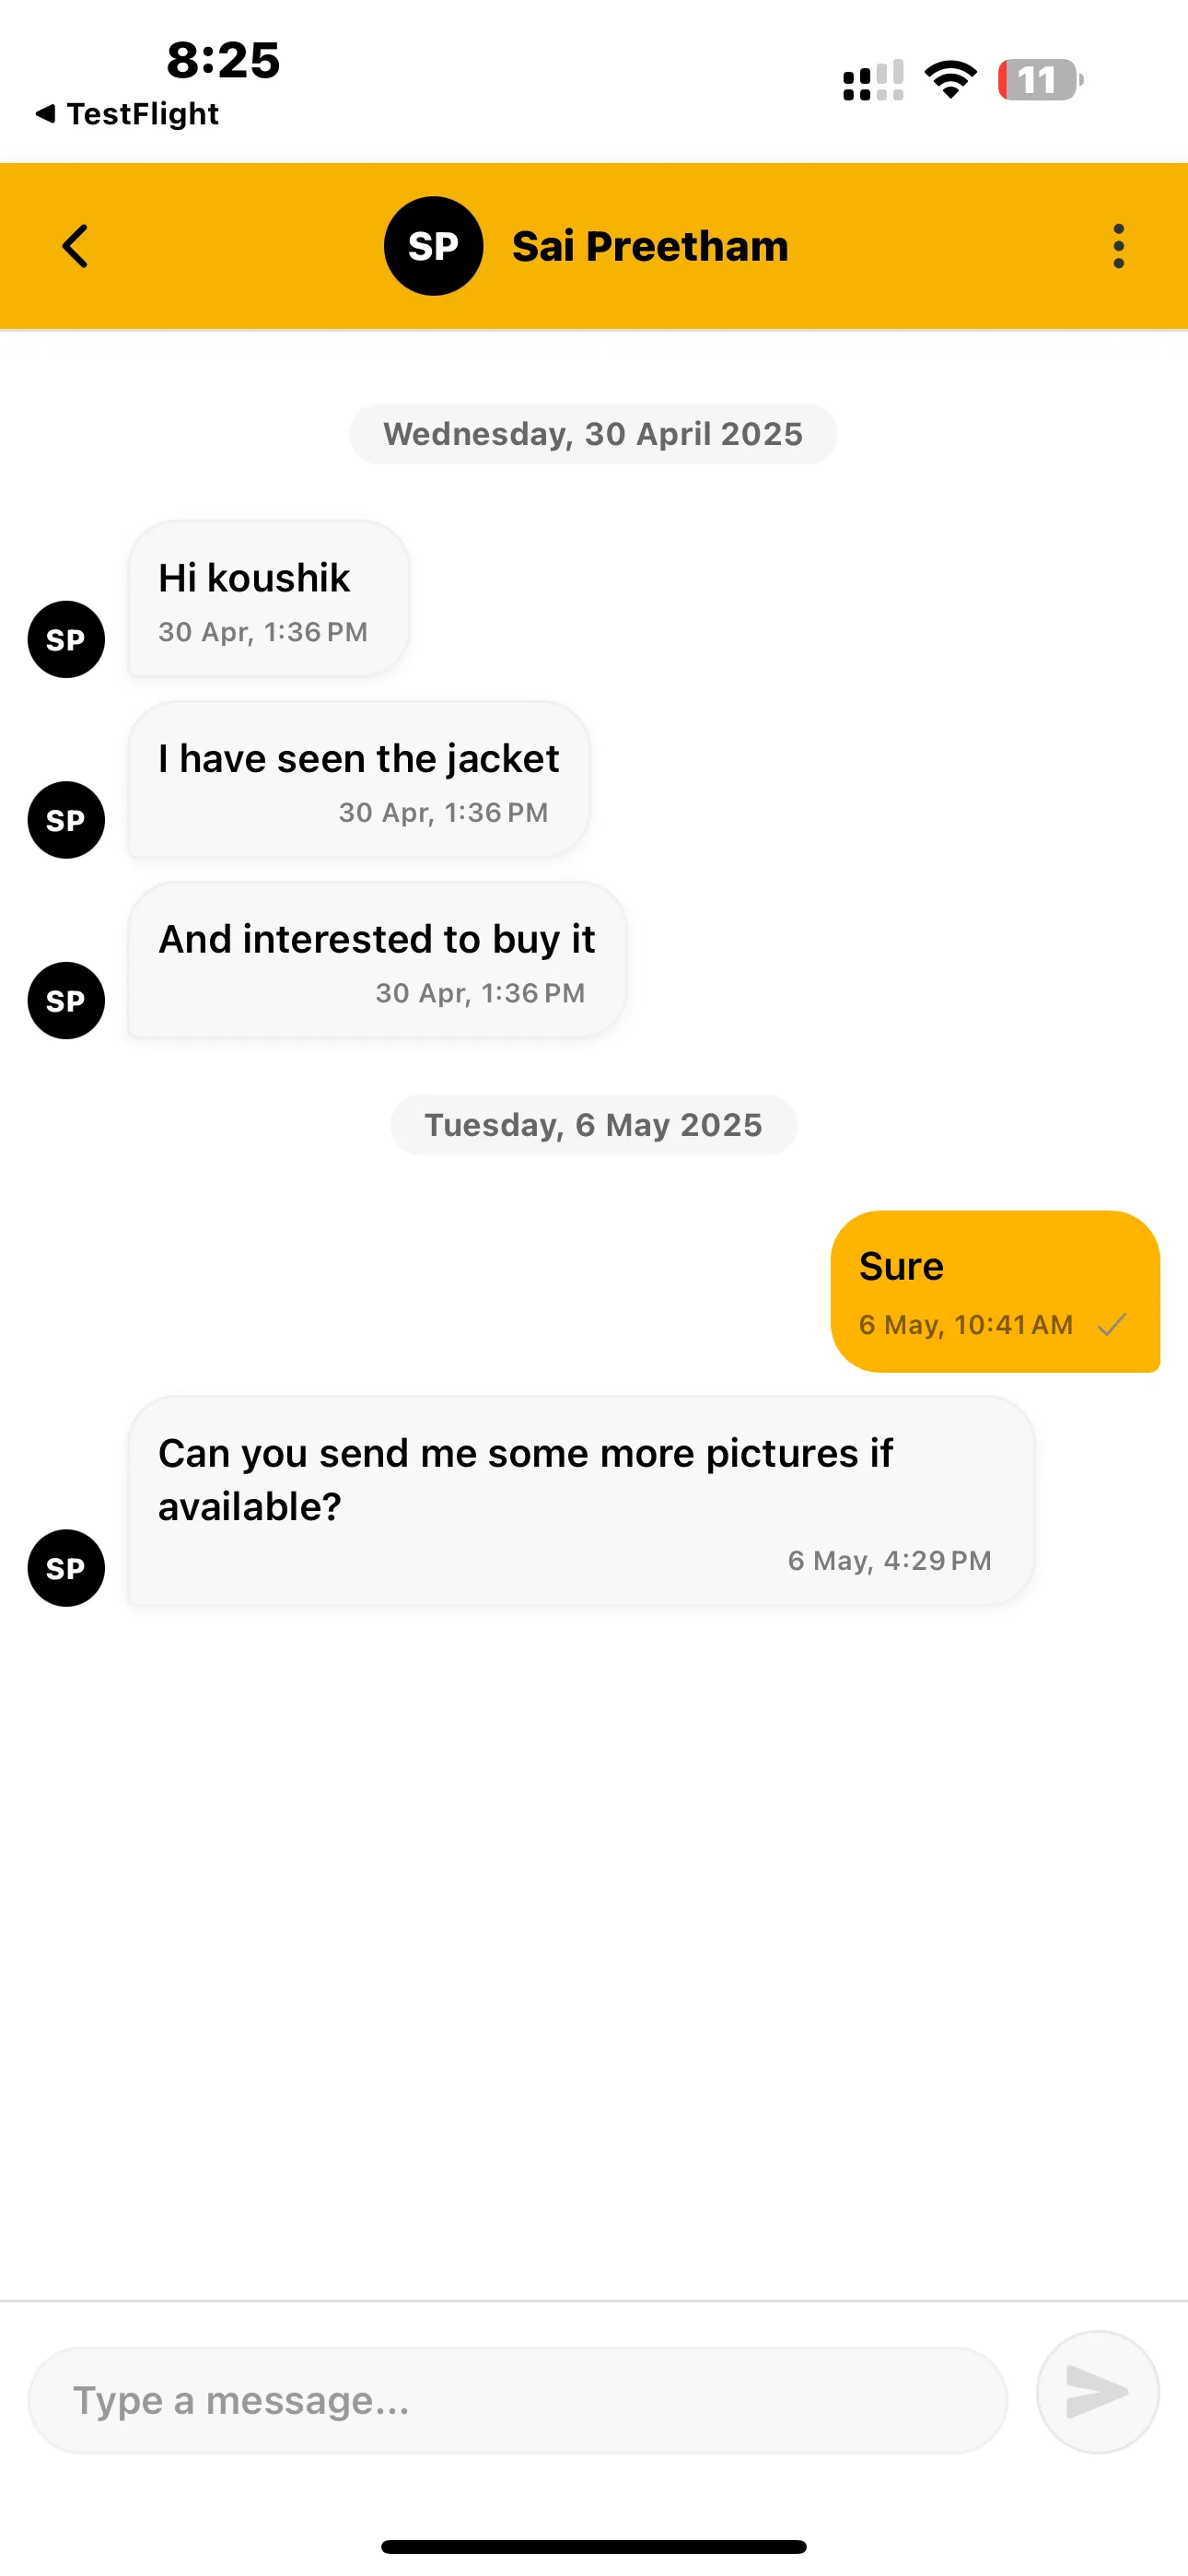 8:25
11
◀ TestFlight
SP
Sai Preetham
Wednesday, 30 April 2025
Hi koushik
30 Apr, 1:36 PM
SP
I have seen the jacket
30 Apr, 1:36 PM
SP
And interested to buy it
30 Apr, 1:36 PM
SP
Tuesday, 6 May 2025
Sure
6 May, 10:41 AM
Can you send me some more pictures if
available?
6 May, 4:29 PM
SP
Type a message...